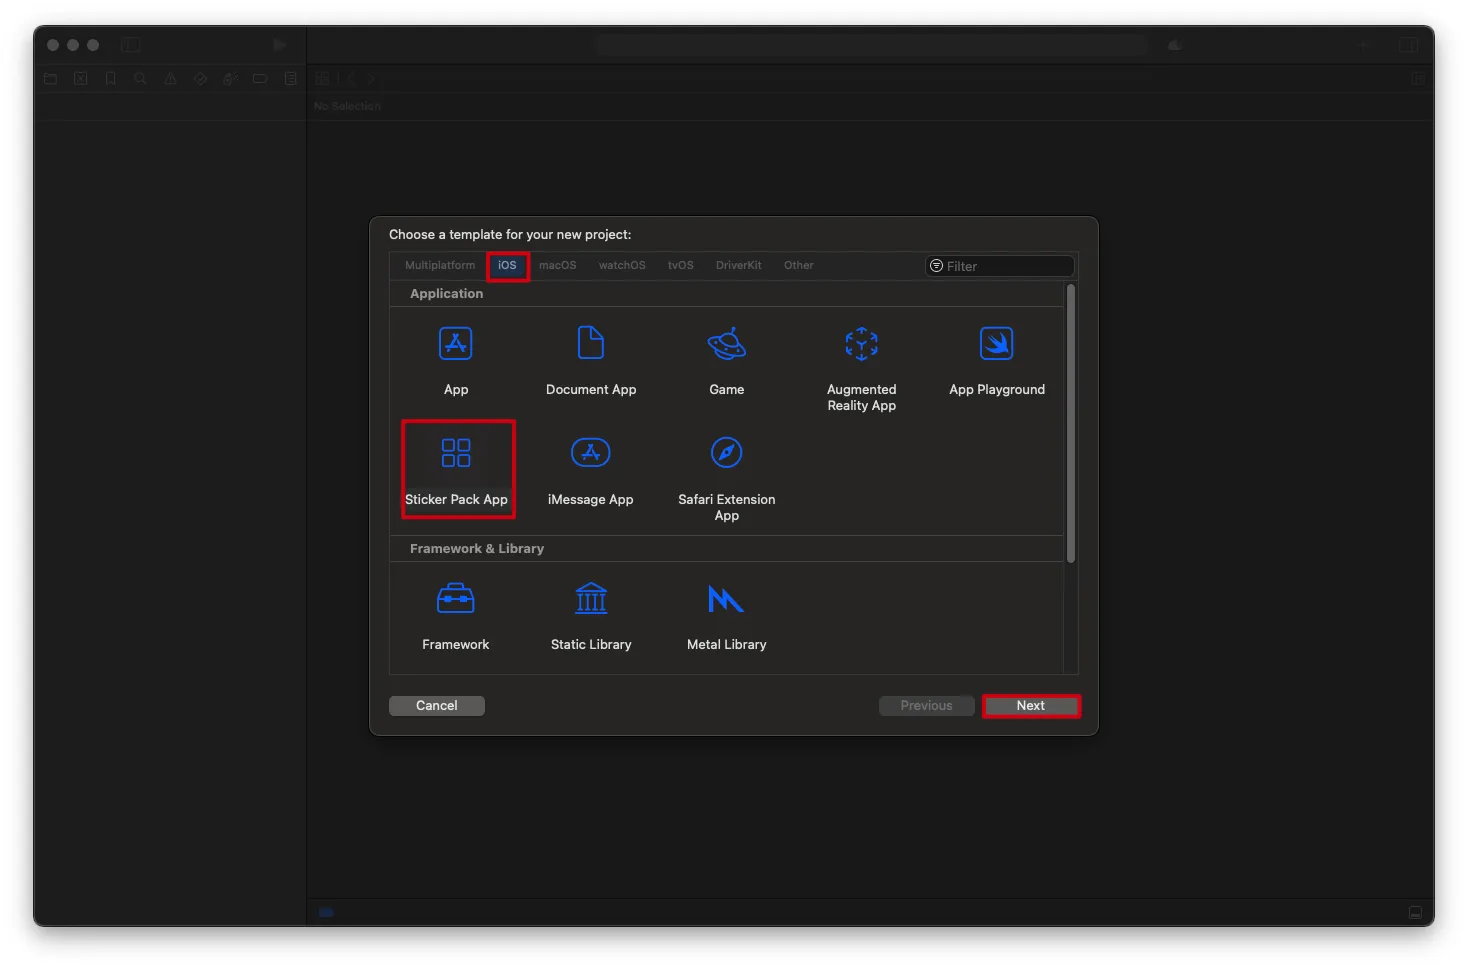 No Selection
Choose a template for your new project:
Multiplatform iOS macOS watchOS tvOS DriverKit Other Filter
Application
App Document App Game Augmented Reality App App Playground
Sticker Pack App iMessage App Safari Extension App
Framework & Library
Framework Static Library Metal Library
Cancel Previous Next